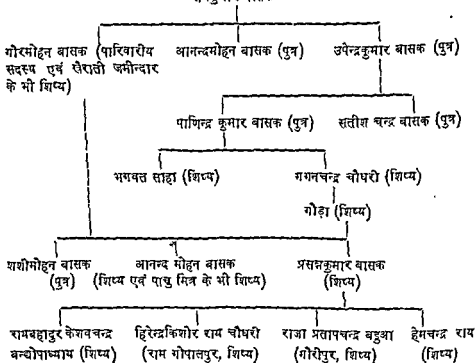 गौरमोहन बासक (पारिवारीय आनन्दमोहन बासक (पुत्र) उपेन्द्रकुमार बासक (पुत्र)
सदस्य एवं खैराती जमींदार
के भी शिष्य)
पाणिन्द्र कुमार बासक (पुत्र) सतीश चन्द्र बासक (पुत्र)
भगवत साहा (शिष्य) गगनचन्द्र चौधरी (शिष्य)
गौड़ा (शिष्य)
शशीमोहन बासक आनन्द मोहन बासक प्रसन्नकुमार बासक
(पुत्र) (शिष्य एवं पाचु मित्र के भी शिष्य) (शिष्य)
रामबहादुर केशवचन्द्र हिरेन्द्रकिशोर राय चौधरी राजा प्रतापचन्द्र बडुआ हेमचन्द्र राय
बन्द्योपाध्याय (शिष्य) (राम गोपालपुर, शिष्य) (गौरीपुर, शिष्य) (शिष्य)